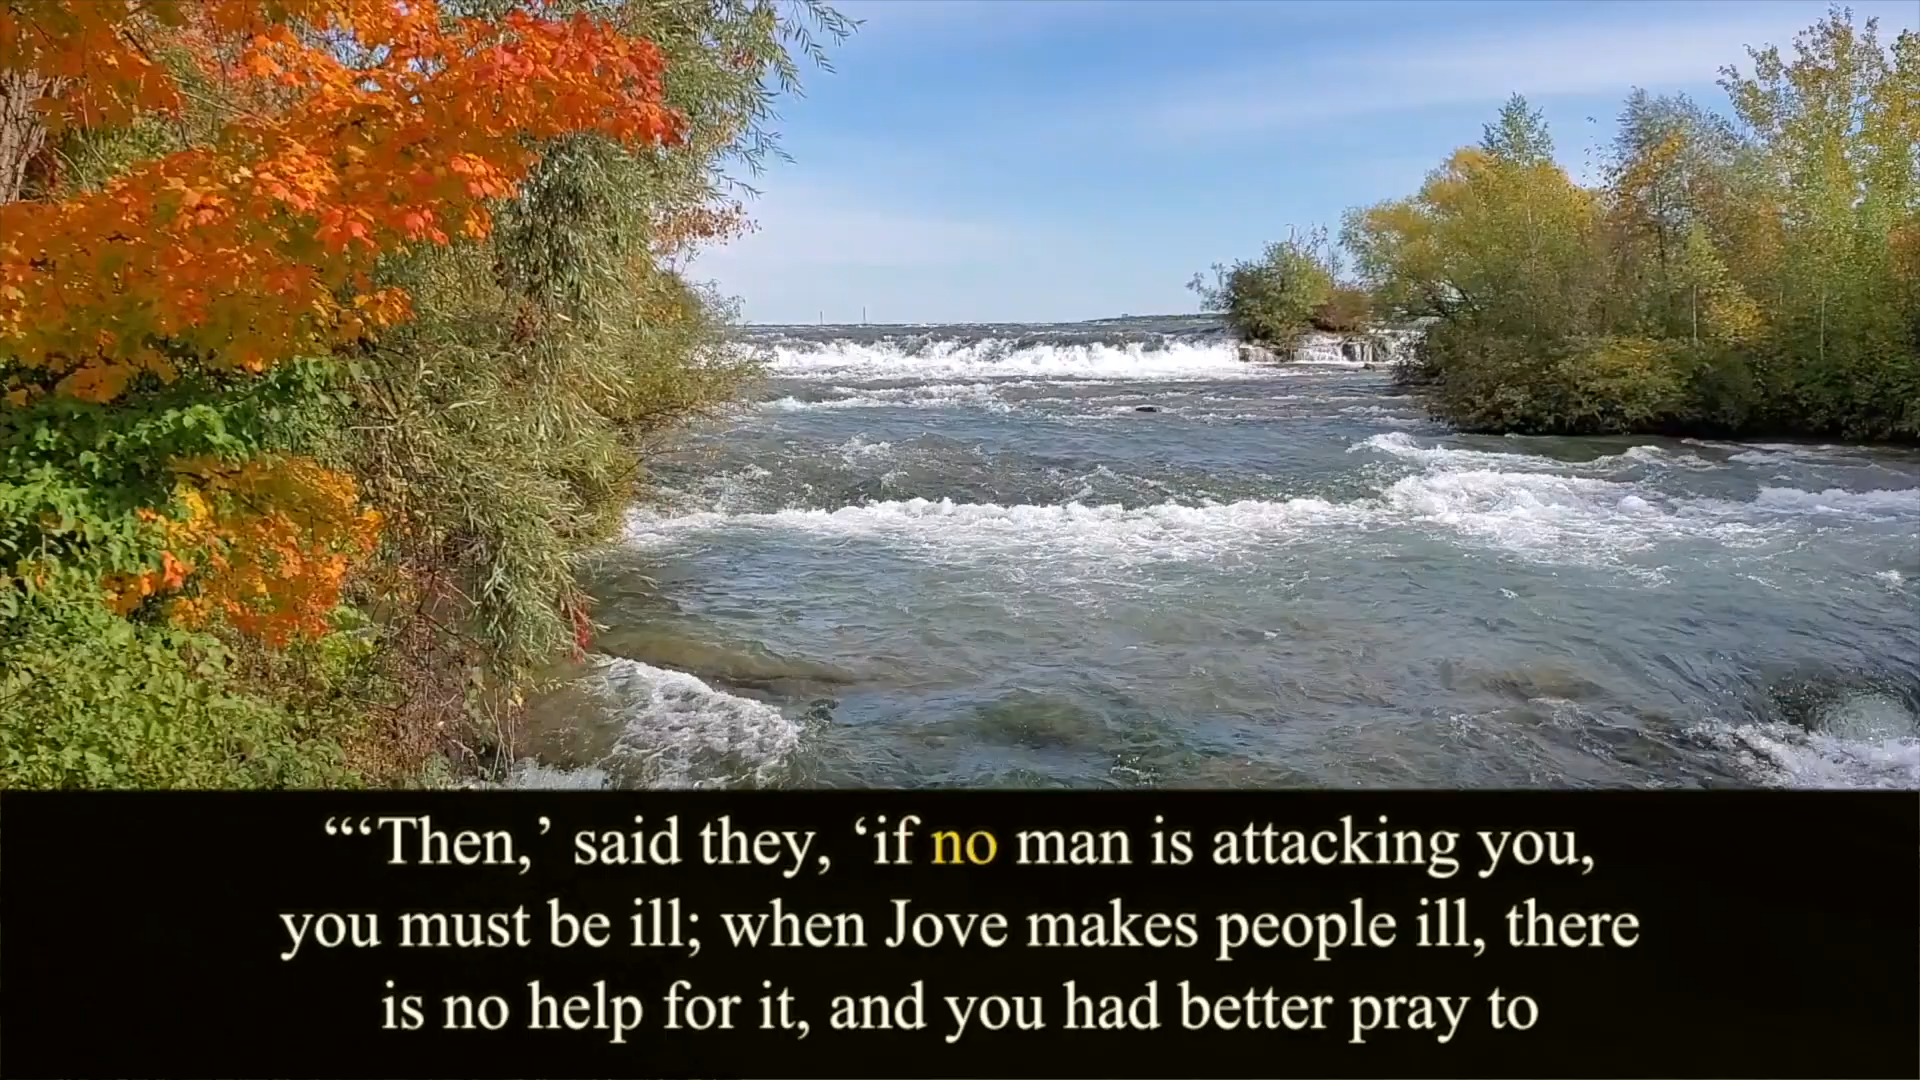 “‘Then,’ said they, ‘if no man is attacking you,
you must be ill; when Jove makes people ill, there
is no help for it, and you had better pray to